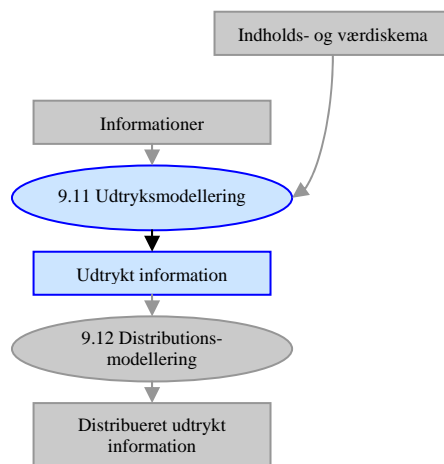 Indholds- og værdiskema
Informationer
9.11 Udtryksmodellering
Udtrykt information
9.12 Distributions-
modellering
Distribueret udtrykt
information